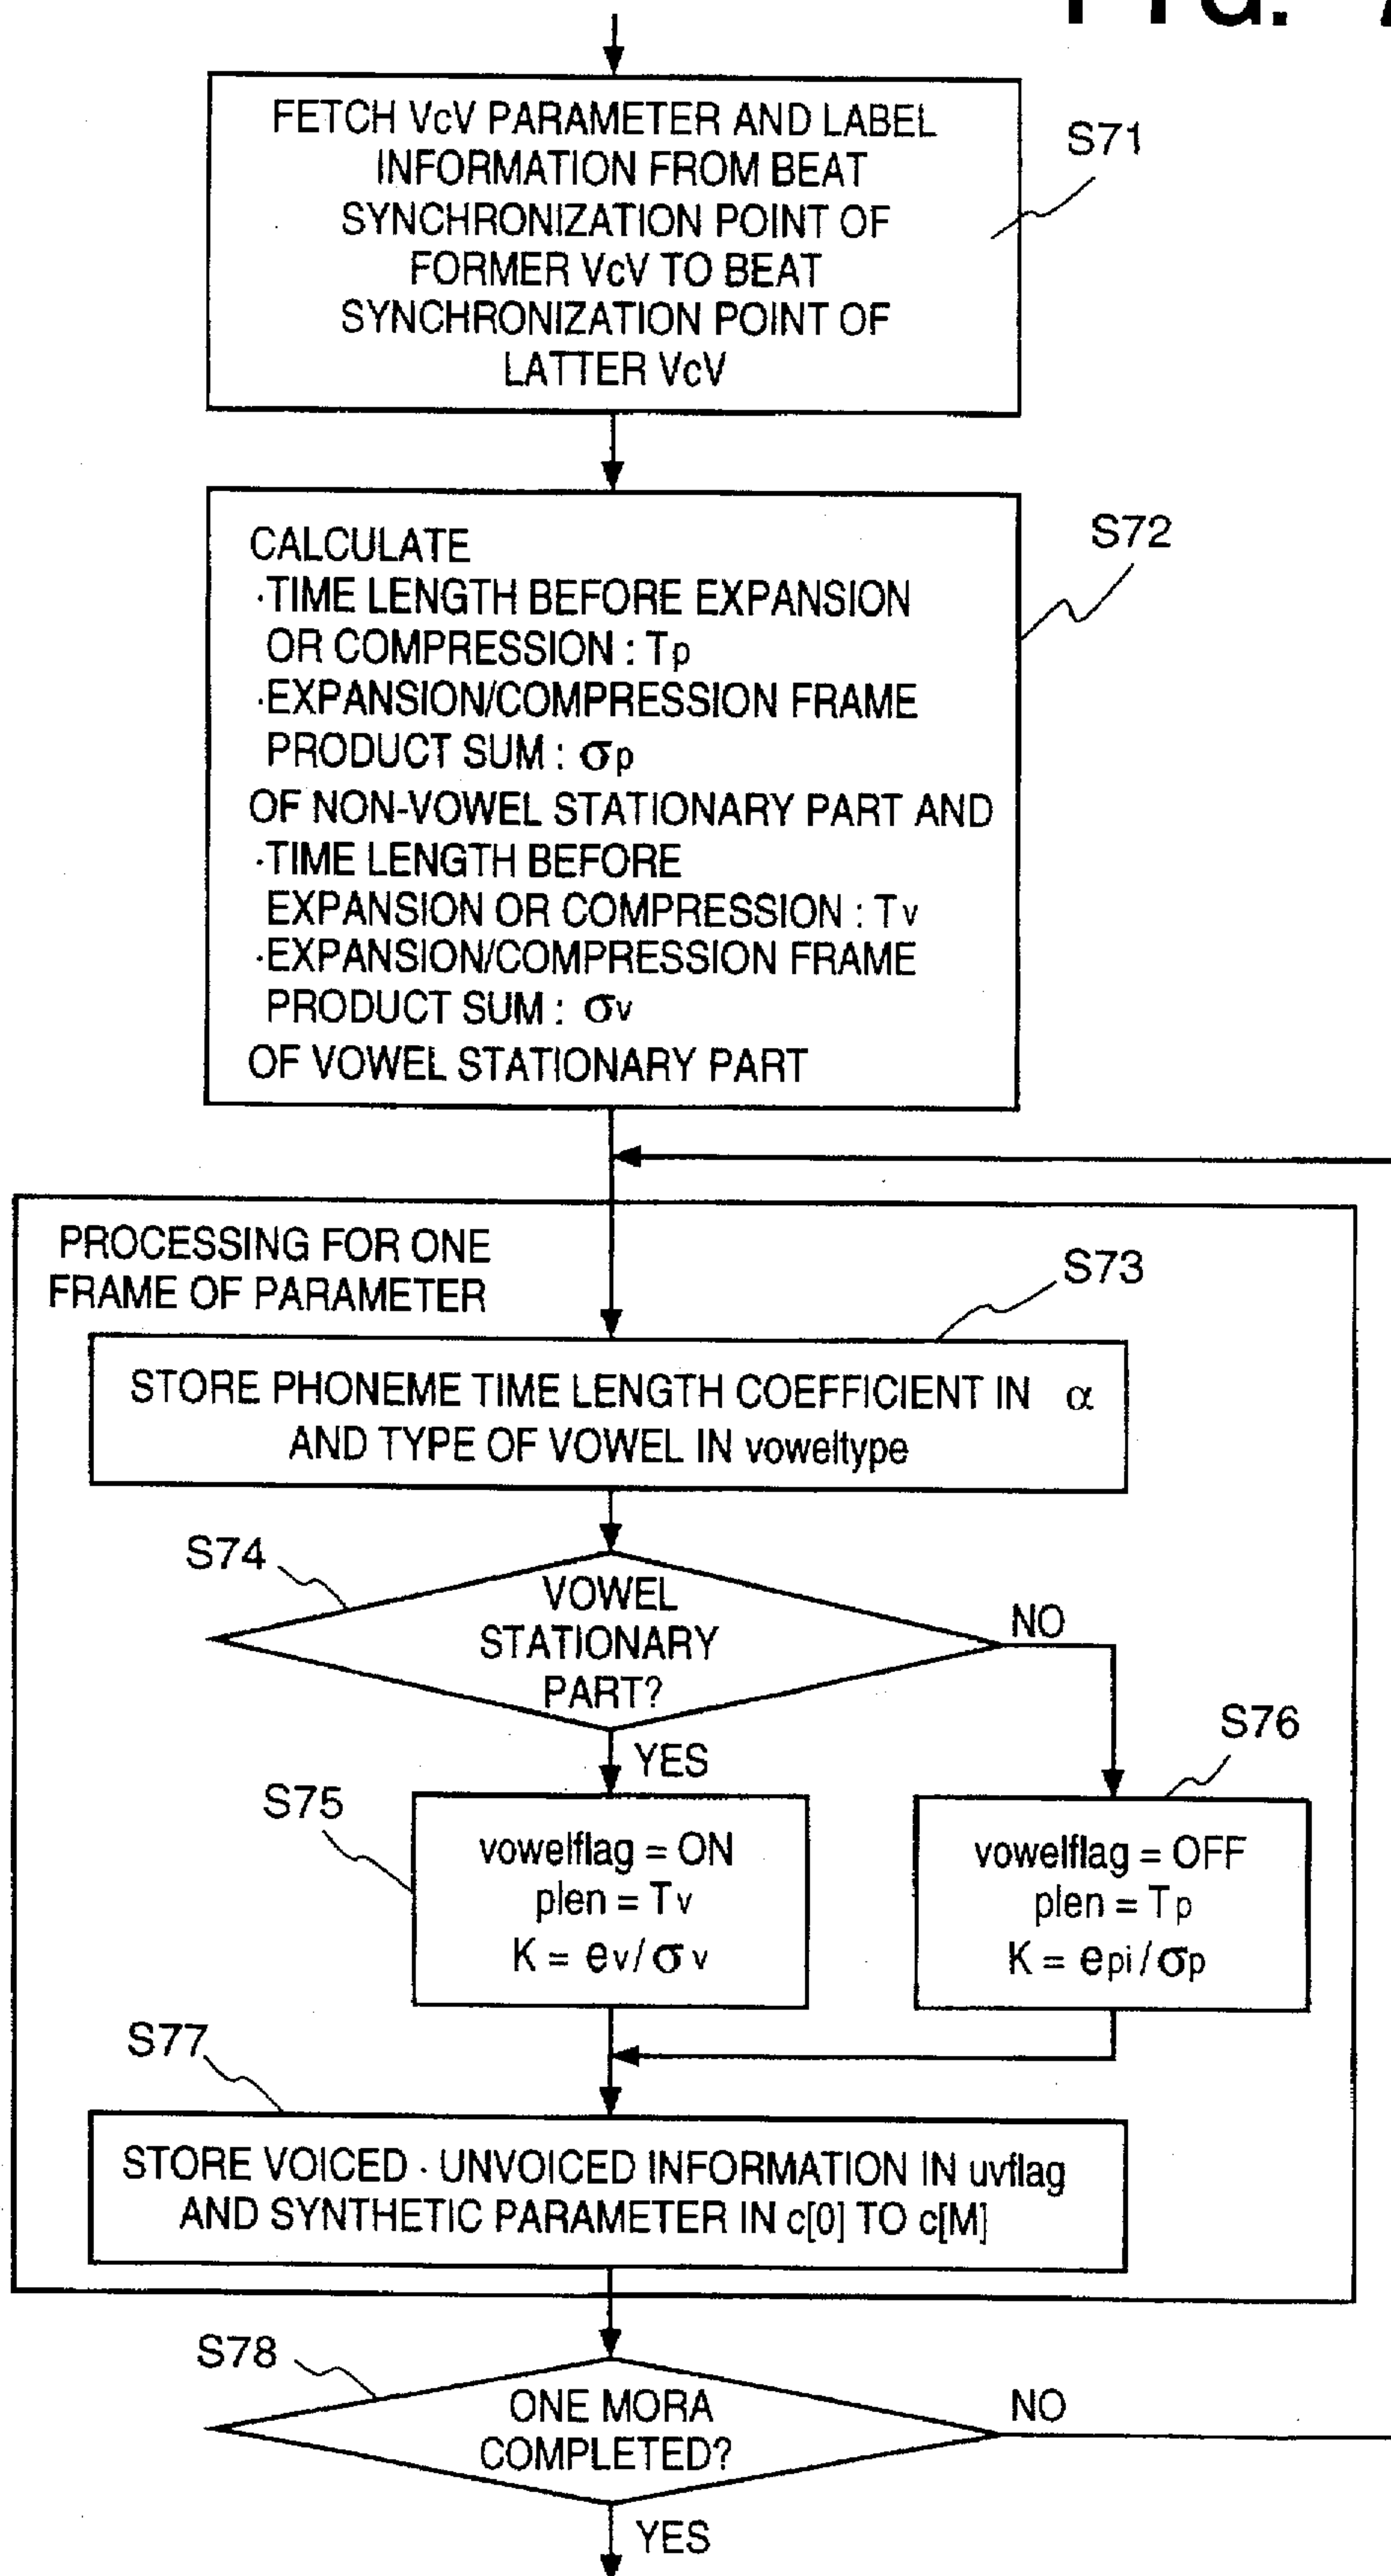 FIG.
FETCH VcV PARAMETER AND LABEL
INFORMATION FROM BEAT
SYNCHRONIZATION POINT OF
FORMER VcV TO BEAT
SYNCHRONIZATION POINT OF
LATTER VcV
S71
CALCULATE
·TIME LENGTH BEFORE EXPANSION
OR COMPRESSION : Tp
·EXPANSION/COMPRESSION FRAME
PRODUCT SUM : σp
OF NON-VOWEL STATIONARY PART AND
·TIME LENGTH BEFORE
EXPANSION OR COMPRESSION : Tv
·EXPANSION/COMPRESSION FRAME
PRODUCT SUM : σv
OF VOWEL STATIONARY PART
S72
PROCESSING FOR ONE
FRAME OF PARAMETER
S73
STORE PHONEME TIME LENGTH COEFFICIENT IN α
AND TYPE OF VOWEL IN voweltype
S74
VOWEL
STATIONARY
PART?
NO
YES
S75
vowelflag = ON
plen = Tv
K = ev/σv
S76
vowelflag = OFF
plen = Tp
K = epi/σp
S77
STORE VOICED · UNVOICED INFORMATION IN uvflag
AND SYNTHETIC PARAMETER IN c[0] TO c[M]
S78
ONE MORA
COMPLETED?
NO
YES